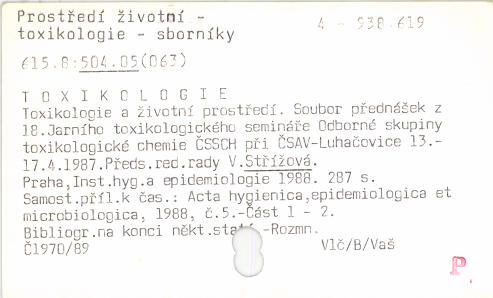 Prostředí životní -
toxikologie - sborníky
4 - 938.619
615.8:504.05(063)
T O X I K O L O G I E
Toxikologie a životní prostředí. Soubor přednášek z
18.Jarního toxikologického semináře Odborné skupiny
toxikologické chemie ČSSCH při ČSAV-Luhačovice 13.-
17.4.1987.Předs.red.rady V.Střížová.
Praha,Inst.hyg.a epidemiologie 1988. 287 s.
Samost.příl.k čas.: Acta hygienica,epidemiologica et
microbiologica, 1988, č.5.-Část 1 - 2.
Bibliogr.na konci někt.statí -Rozmn.
Č1970/89
Vlč/B/Vaš
P